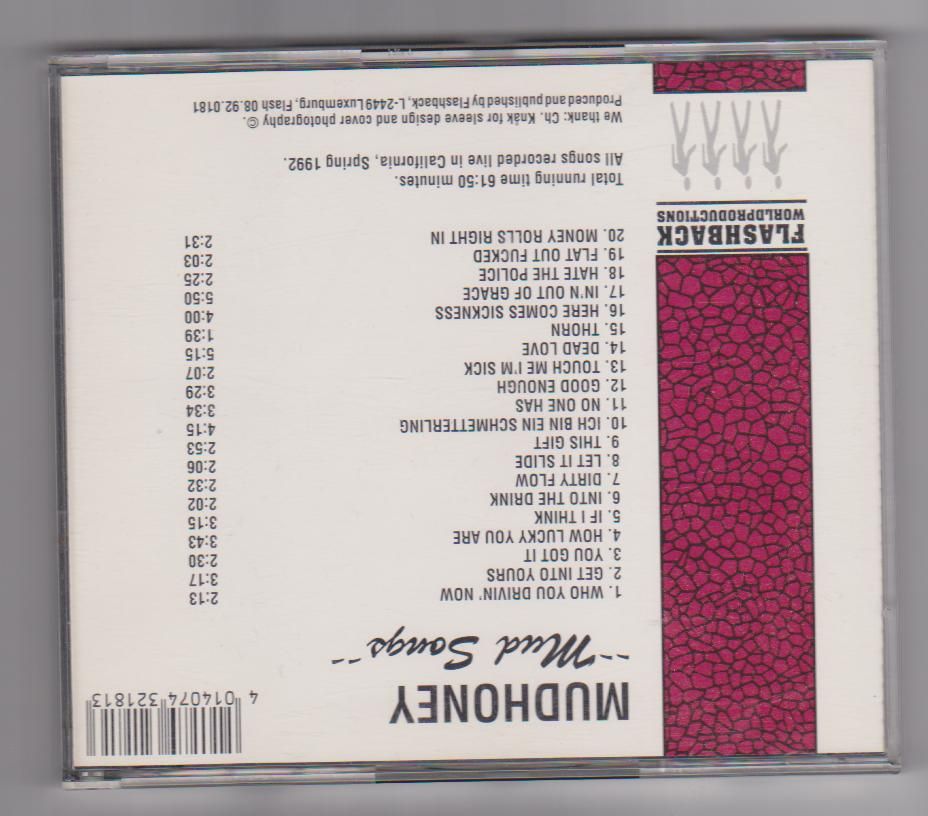 MUDHONEY
"Mud Songs"
4 014074 321813
1. WHO YOU DRIVIN' NOW 2:13
2. GET INTO YOURS 3:17
3. YOU GOT IT 2:30
4. HOW LUCKY YOU ARE 3:43
5. IF I THINK 3:15
6. INTO THE DRINK 2:02
7. DIRTY FLOW 2:32
8. LET IT SLIDE 2:06
9. THIS GIFT 2:53
10. ICH BIN EIN SCHMETTERLING 4:15
11. NO ONE HAS 3:34
12. GOOD ENOUGH 3:29
13. TOUCH ME I'M SICK 2:07
14. DEAD LOVE 5:15
15. THORN 1:39
16. HERE COMES SICKNESS 4:00
17. IN'N OUT OF GRACE 5:50
18. HATE THE POLICE 2:25
19. FLAT OUT FUCKED 2:03
20. MONEY ROLLS RIGHT IN 2:31
Total running time 61:50 minutes.
All songs recorded live in California, Spring 1992.
We thank: Ch. Knåk for sleeve design and cover photography ©.
Produced and published by Flashback, L-2449 Luxemburg, Flash 08.92.0181
FLASHBACK
WORLDPRODUCTIONS